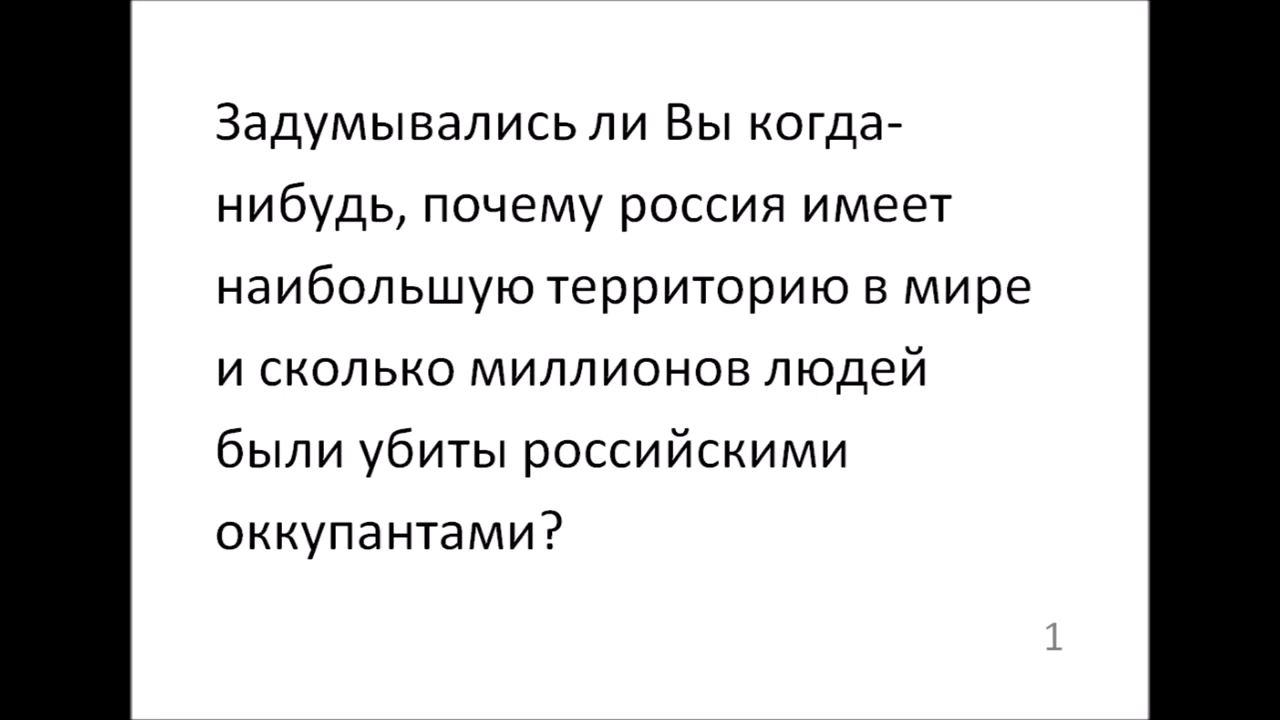 Задумывались ли Вы когда-
нибудь, почему россия имеет
наибольшую территорию в мире
и сколько миллионов людей
были убиты российскими
оккупантами?
1